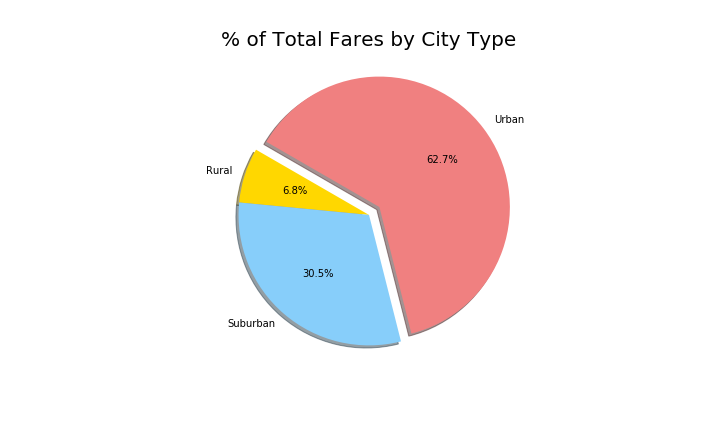 % of Total Fares by City Type
Urban
62.7%
Rural
6.8%
30.5%
Suburban